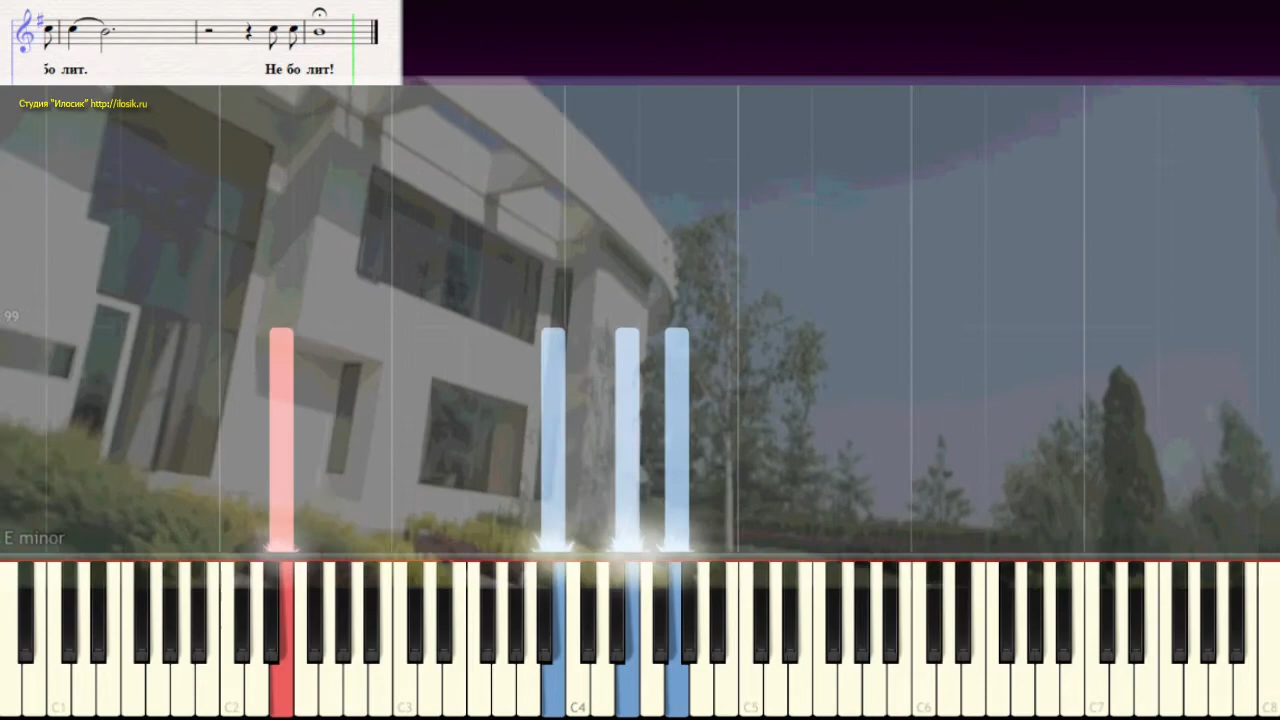 бо лит.
Не бо лит!
Студия "Илосик" http://ilosik.ru
99
E minor
C1 C2 C3 C4 C5 C6 C7 C8